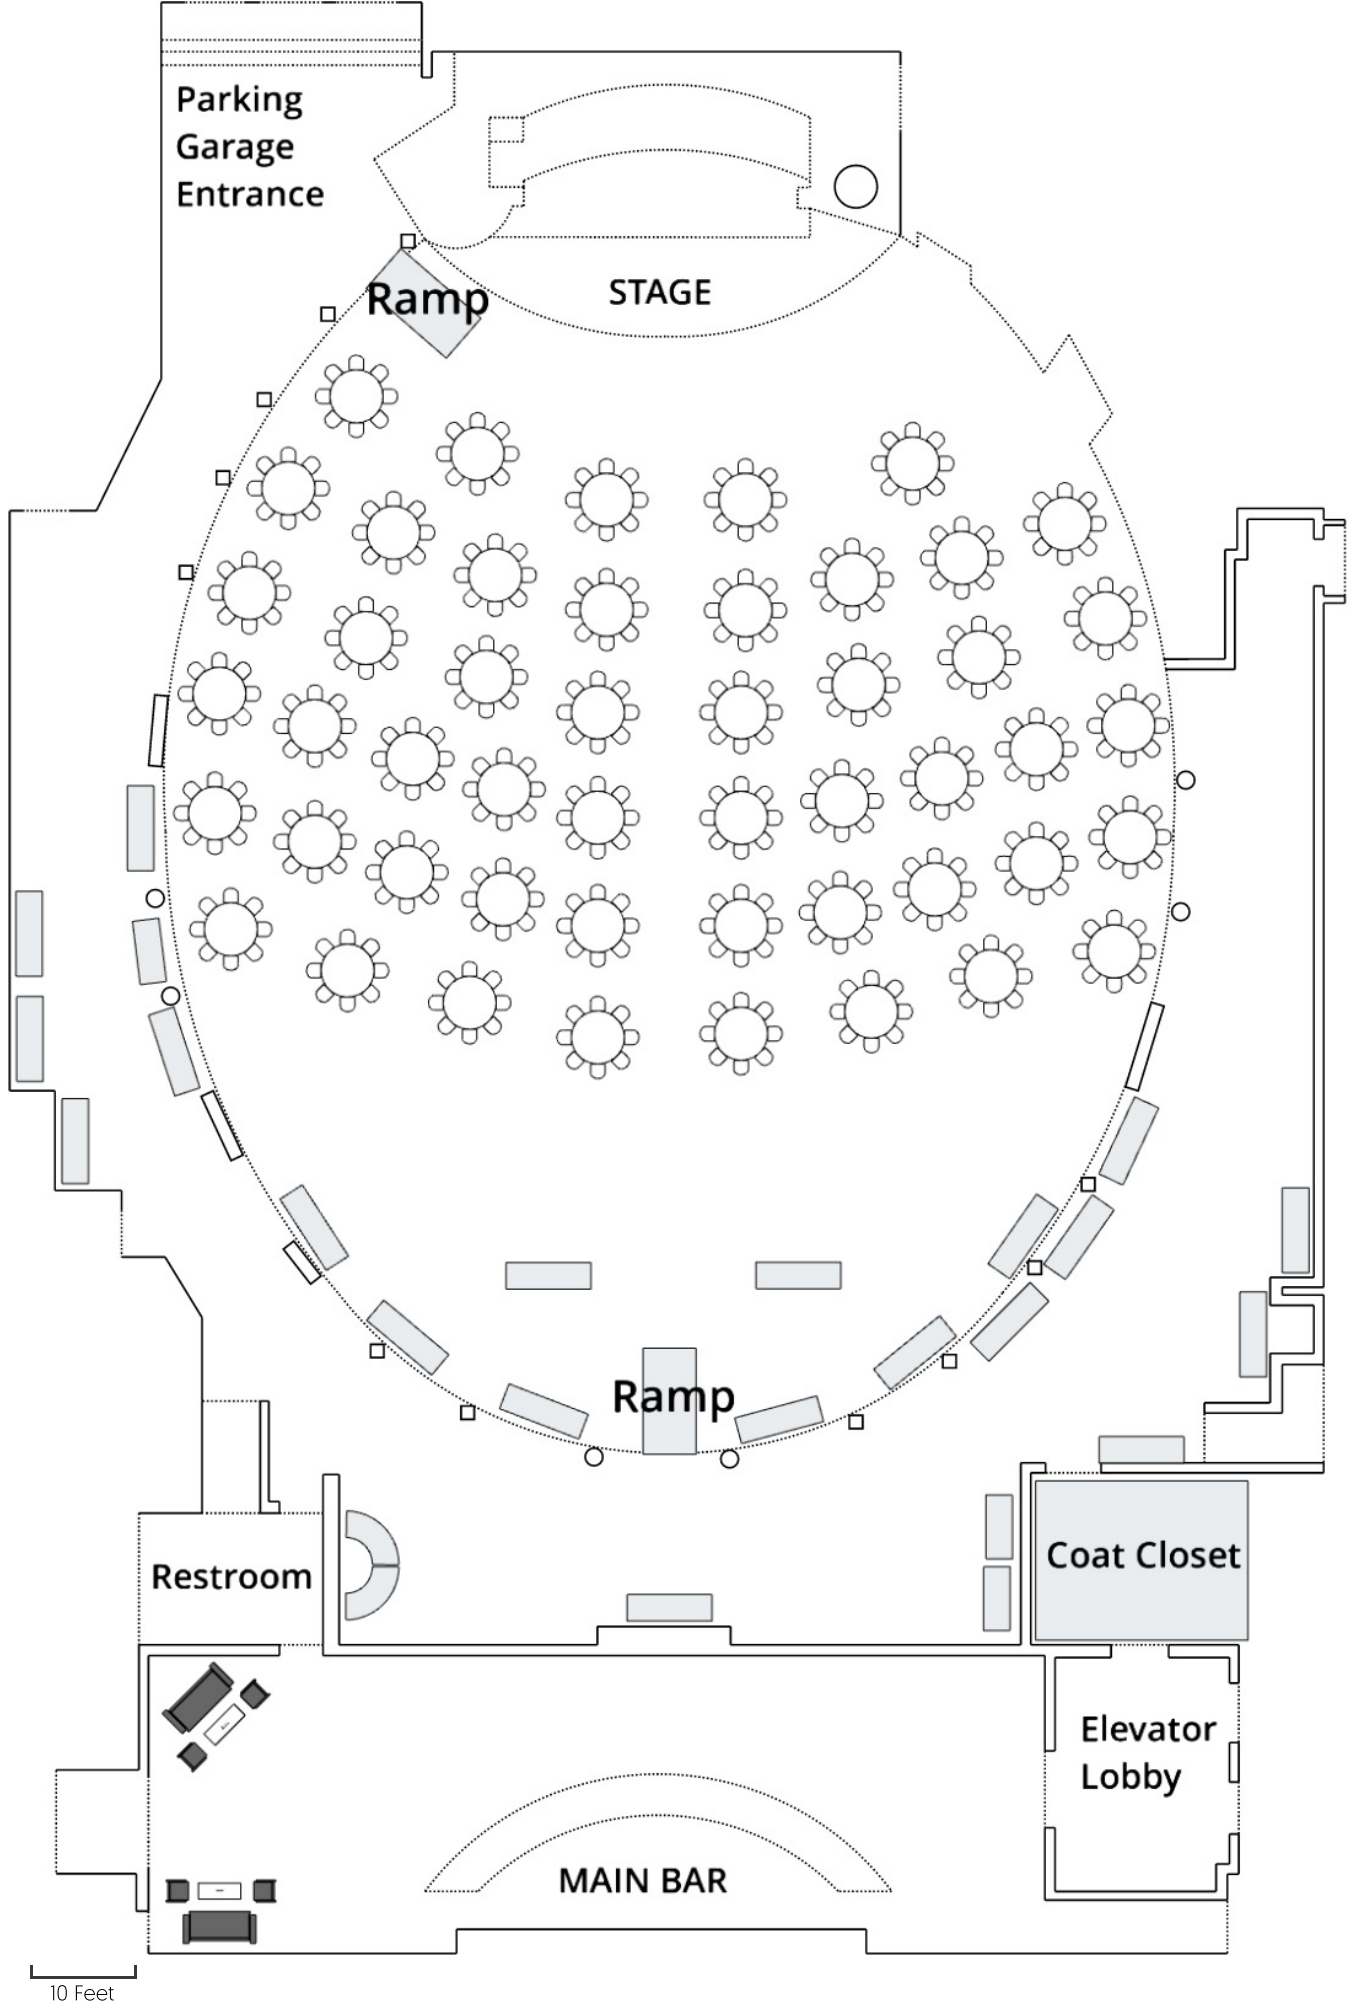 Parking
Garage
Entrance
STAGE
Ramp
Ramp
Restroom
Coat Closet
Elevator
Lobby
MAIN BAR
10 Feet